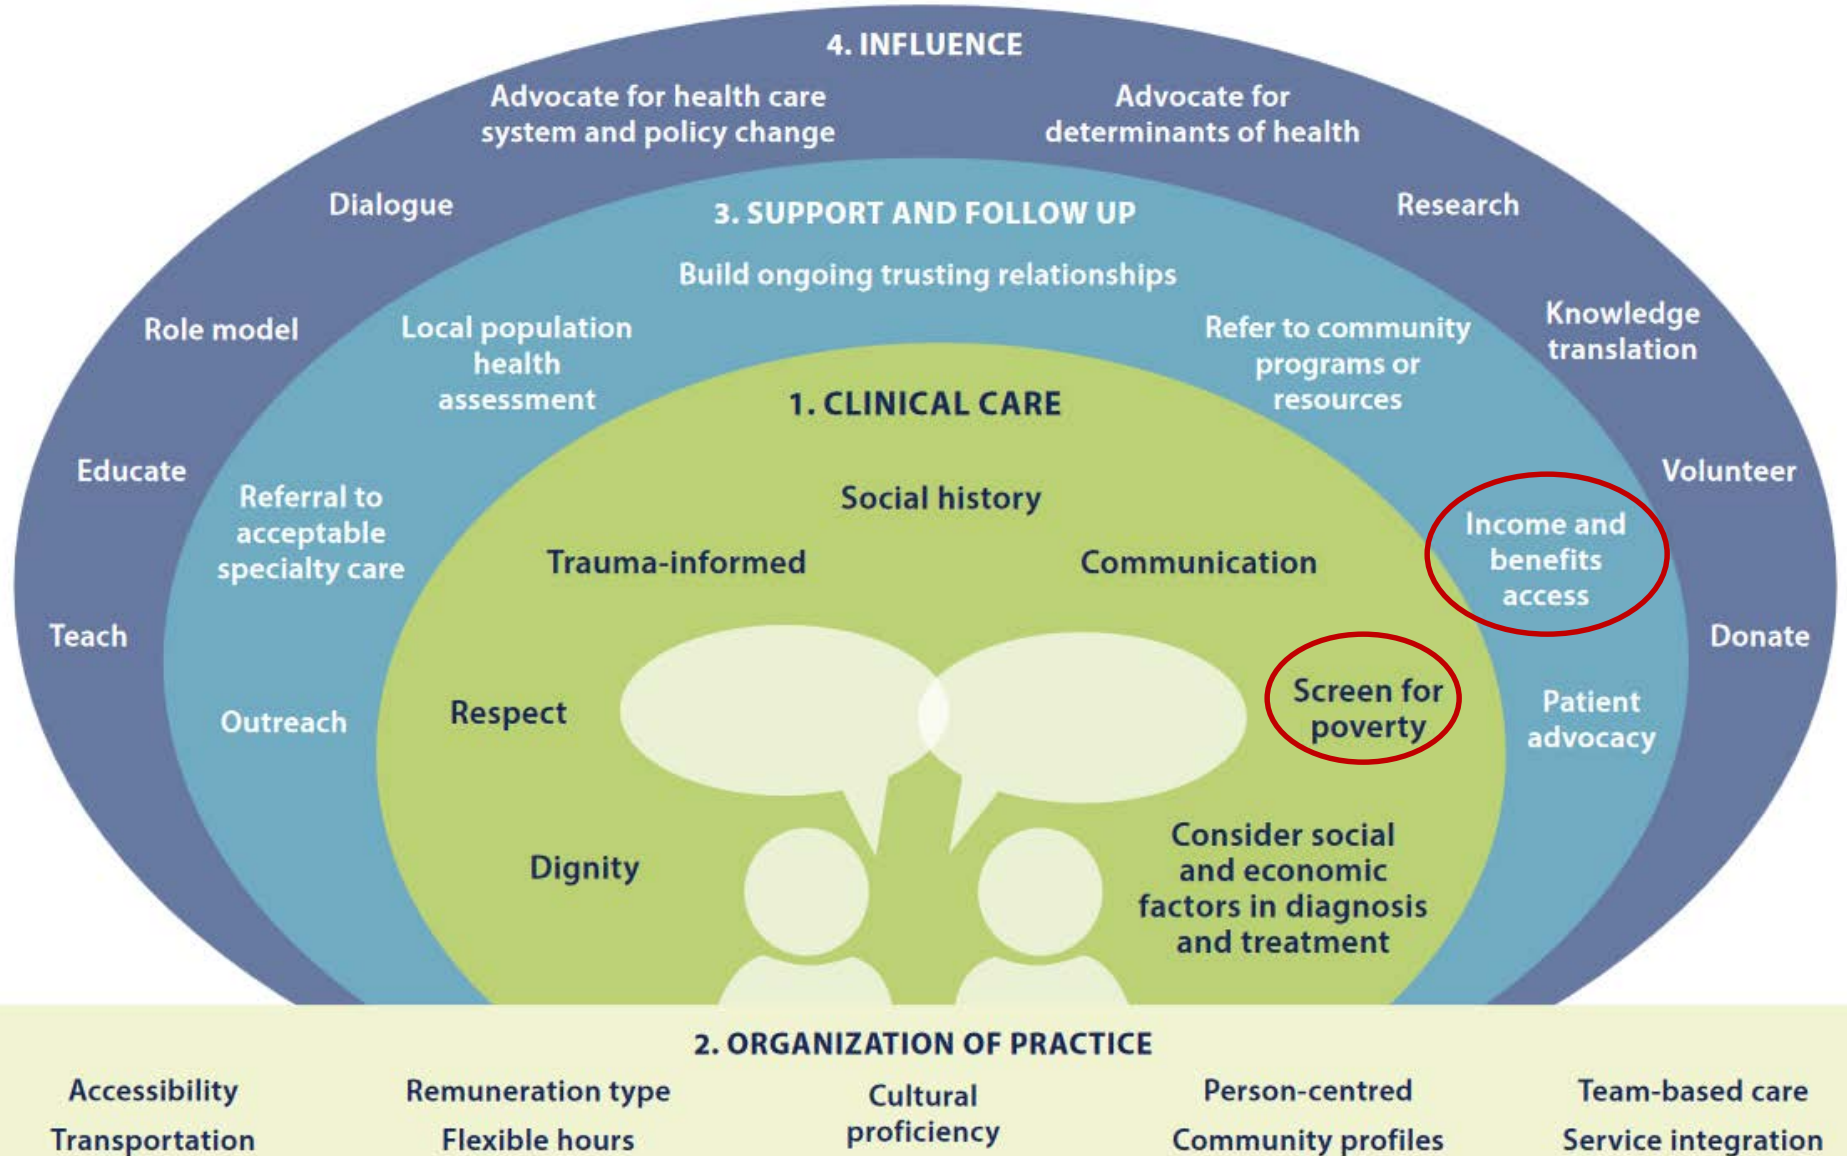 4. INFLUENCE
Advocate for health care
system and policy change
Advocate for
determinants of health
Dialogue
Research
Role model
Knowledge
translation
Educate
Volunteer
Teach
Donate
3. SUPPORT AND FOLLOW UP
Build ongoing trusting relationships
Local population
health
assessment
Refer to community
programs or
resources
Referral to
acceptable
specialty care
Income and
benefits
access
Outreach
Patient
advocacy
1. CLINICAL CARE
Social history
Trauma-informed
Communication
Respect
Screen for
poverty
Dignity
Consider social
and economic
factors in diagnosis
and treatment
2. ORGANIZATION OF PRACTICE
Accessibility
Transportation
Remuneration type
Flexible hours
Cultural
proficiency
Person-centred
Community profiles
Team-based care
Service integration